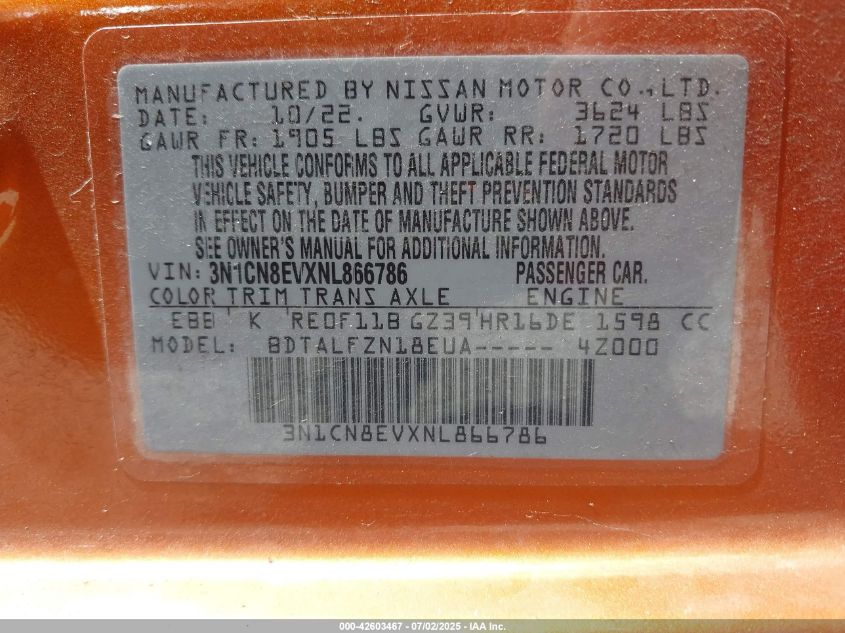 MANUFACTURED BY NISSAN MOTOR CO.,LTD.
DATE: 10/22. GVWR: 3624 LBS
GAWR FR: 1905 LBS GAWR RR: 1720 LBS
THIS VEHICLE CONFORMS TO ALL APPLICABLE FEDERAL MOTOR
VEHICLE SAFETY, BUMPER AND THEFT PREVENTION STANDARDS
IN EFFECT ON THE DATE OF MANUFACTURE SHOWN ABOVE.
SEE OWNER'S MANUAL FOR ADDITIONAL INFORMATION.
VIN: 3N1CN8EVXNL866786 PASSENGER CAR.
COLOR TRIM TRANS AXLE ENGINE
EBB K RE0F11B GZ39 HR16DE 1598 CC
MODEL: BDTALFZN18EUA----- 4Z000
3N1CN8EVXNL866786
000-42603467 - 07/02/2025 - IAA Inc.